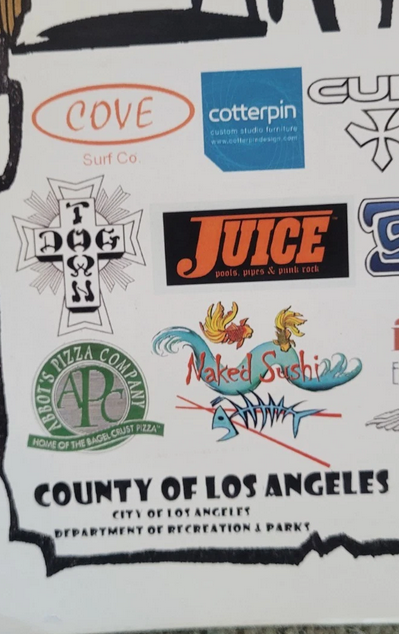 COVE
Surf Co.
cotterpin
custom studio furniture
www.cotterpindesign.com
DOG
TOWN
JUICE
pools, pipes & punk rock
ABBOT'S PIZZA COMPANY
APC
HOME OF THE BAGEL CRUST PIZZA™
Naked Sushi
COUNTY OF LOS ANGELES
CITY OF LOS ANGELES
DEPARTMENT OF RECREATION & PARKS